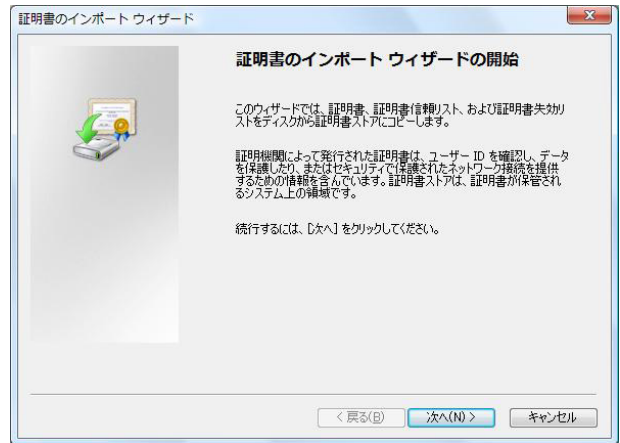 証明書のインポート ウィザード
証明書のインポート ウィザードの開始
このウィザードでは、証明書、証明書信頼リスト、および証明書失効リ
ストをディスクから証明書ストアにコピーします。
証明機関によって発行された証明書は、ユーザー ID を確認し、データ
を保護したり、またはセキュリティで保護されたネットワーク接続を提供
するための情報を含んでいます。証明書ストアは、証明書が保管され
るシステム上の領域です。
続行するには、[次へ] をクリックしてください。
< 戻る(B)
次へ(N) >
キャンセル